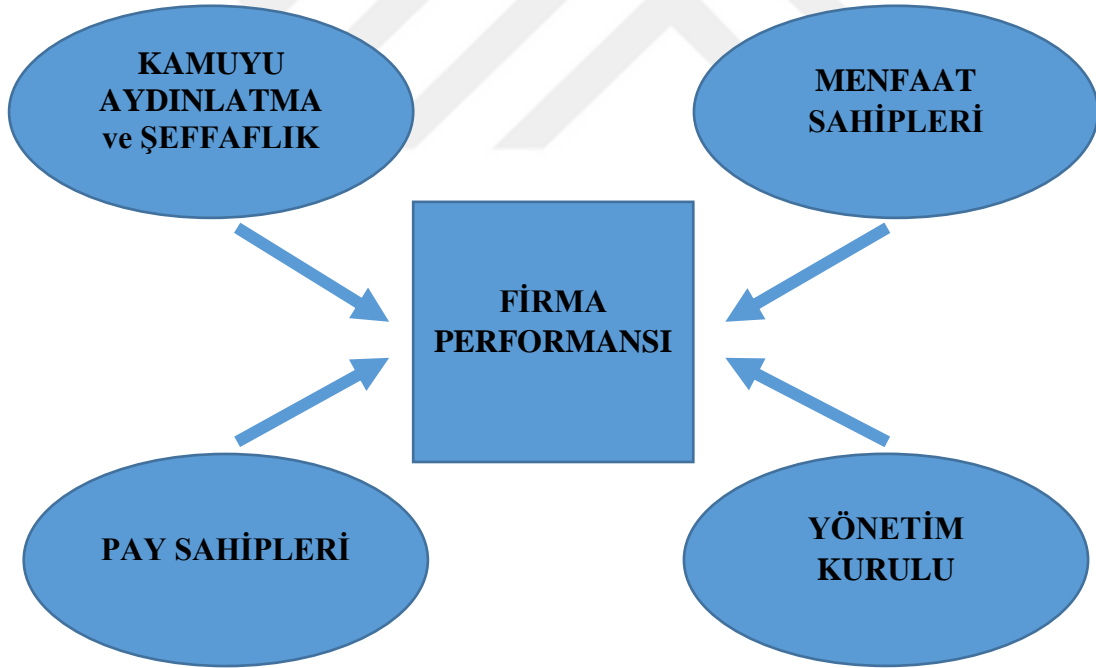 KAMUYU
AYDINLATMA
ve ŞEFFAFLIK
MENFAAT
SAHİPLERİ
FİRMA
PERFORMANSI
PAY SAHİPLERİ
YÖNETİM
KURULU